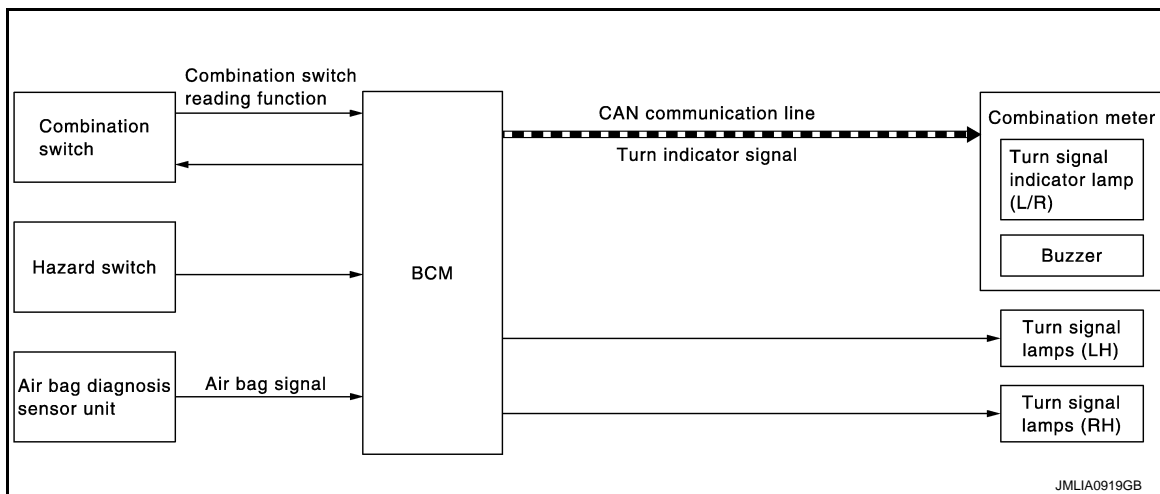 Combination switch
reading function
Combination
switch
Hazard switch
Air bag diagnosis
sensor unit
Air bag signal
BCM
CAN communication line
Turn indicator signal
Combination meter
Turn signal
indicator lamp
(L/R)
Buzzer
Turn signal
lamps (LH)
Turn signal
lamps (RH)
JMLIA0919GB